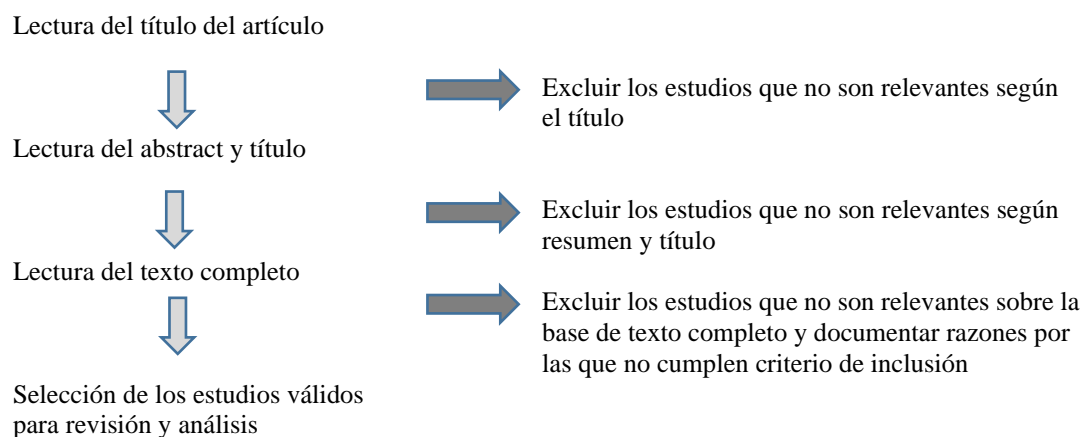 Lectura del título del artículo
Excluir los estudios que no son relevantes según
el título
Lectura del abstract y título
Excluir los estudios que no son relevantes según
resumen y título
Lectura del texto completo
Excluir los estudios que no son relevantes sobre la
base de texto completo y documentar razones por
las que no cumplen criterio de inclusión
Selección de los estudios válidos
para revisión y análisis